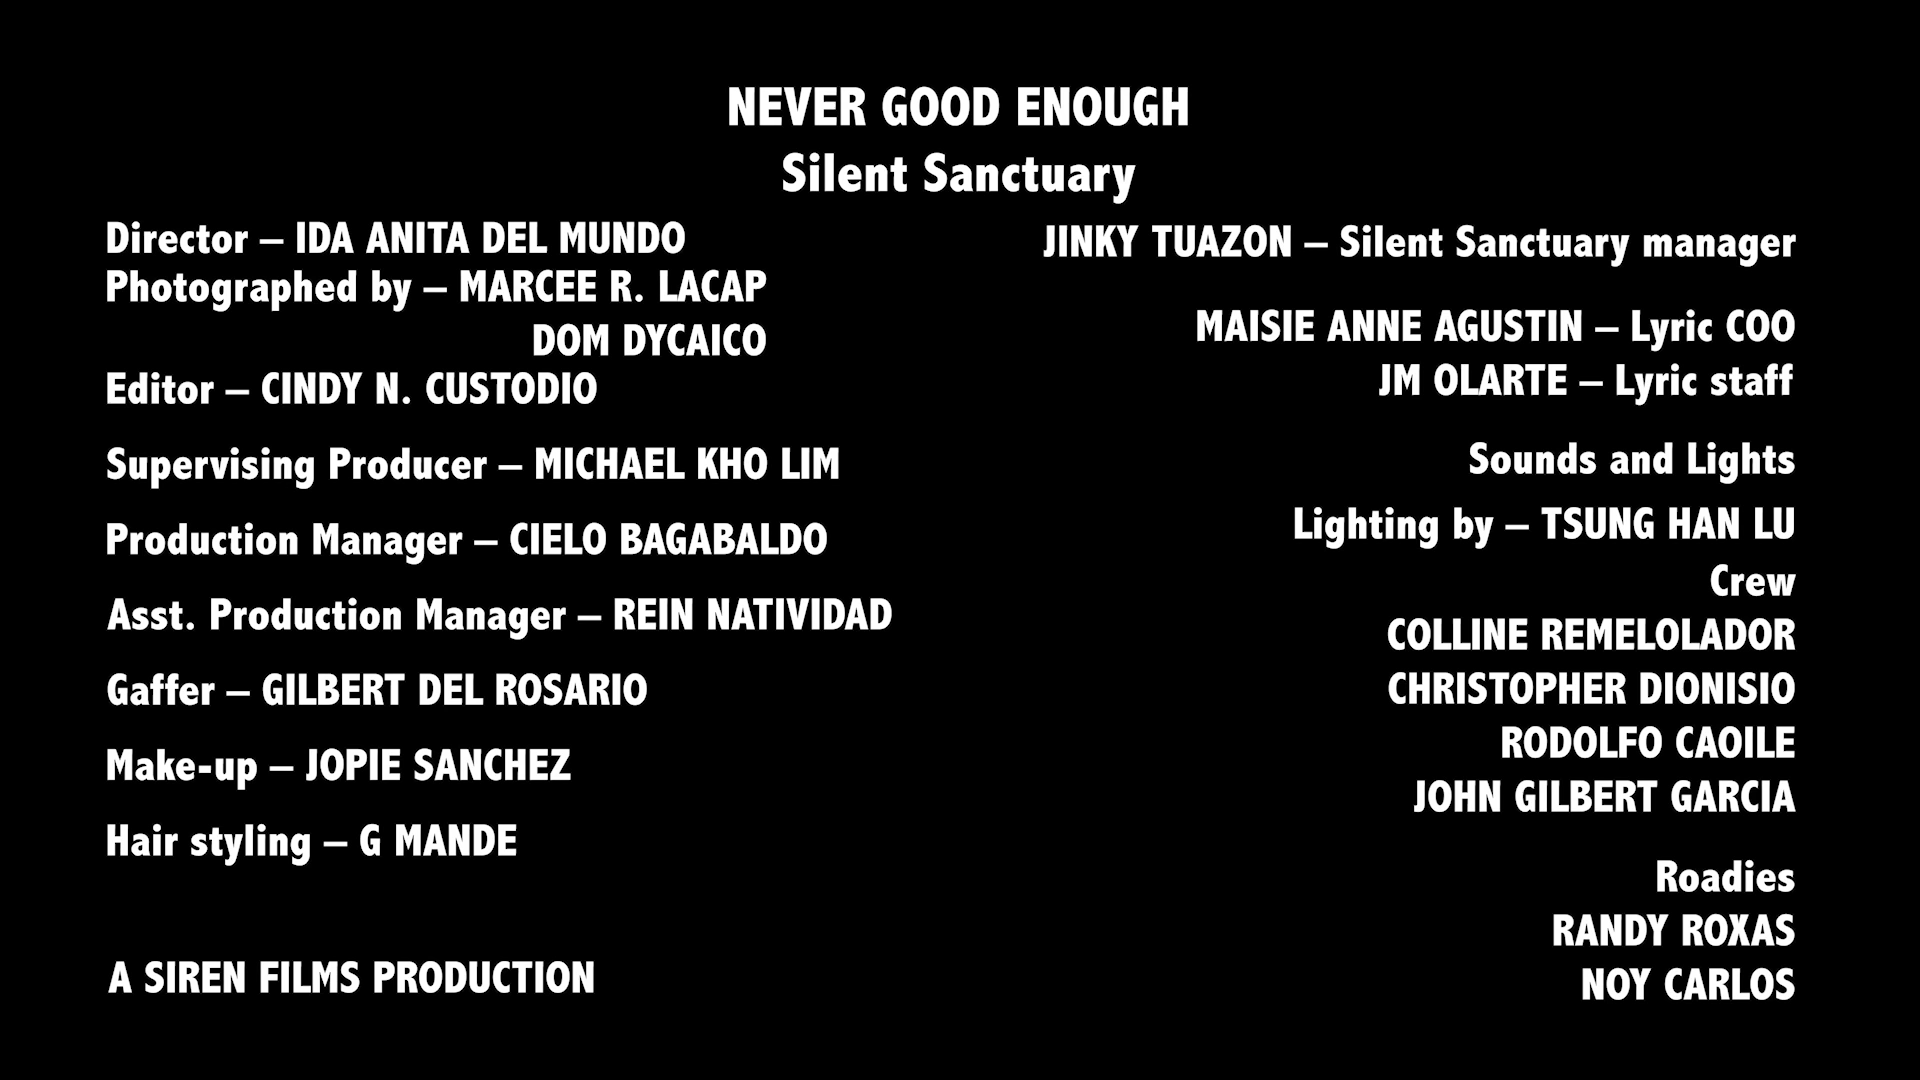 NEVER GOOD ENOUGH
Silent Sanctuary
Director – IDA ANITA DEL MUNDO
Photographed by – MARCEE R. LACAP
DOM DYCAICO
Editor – CINDY N. CUSTODIO
Supervising Producer – MICHAEL KHO LIM
Production Manager – CIELO BAGABALDO
Asst. Production Manager – REIN NATIVIDAD
Gaffer – GILBERT DEL ROSARIO
Make-up – JOPIE SANCHEZ
Hair styling – G MANDE
A SIREN FILMS PRODUCTION
JINKY TUAZON – Silent Sanctuary manager
MAISIE ANNE AGUSTIN – Lyric COO
JM OLARTE – Lyric staff
Sounds and Lights
Lighting by – TSUNG HAN LU
Crew
COLLINE REMELOLADOR
CHRISTOPHER DIONISIO
RODOLFO CAOILE
JOHN GILBERT GARCIA
Roadies
RANDY ROXAS
NOY CARLOS